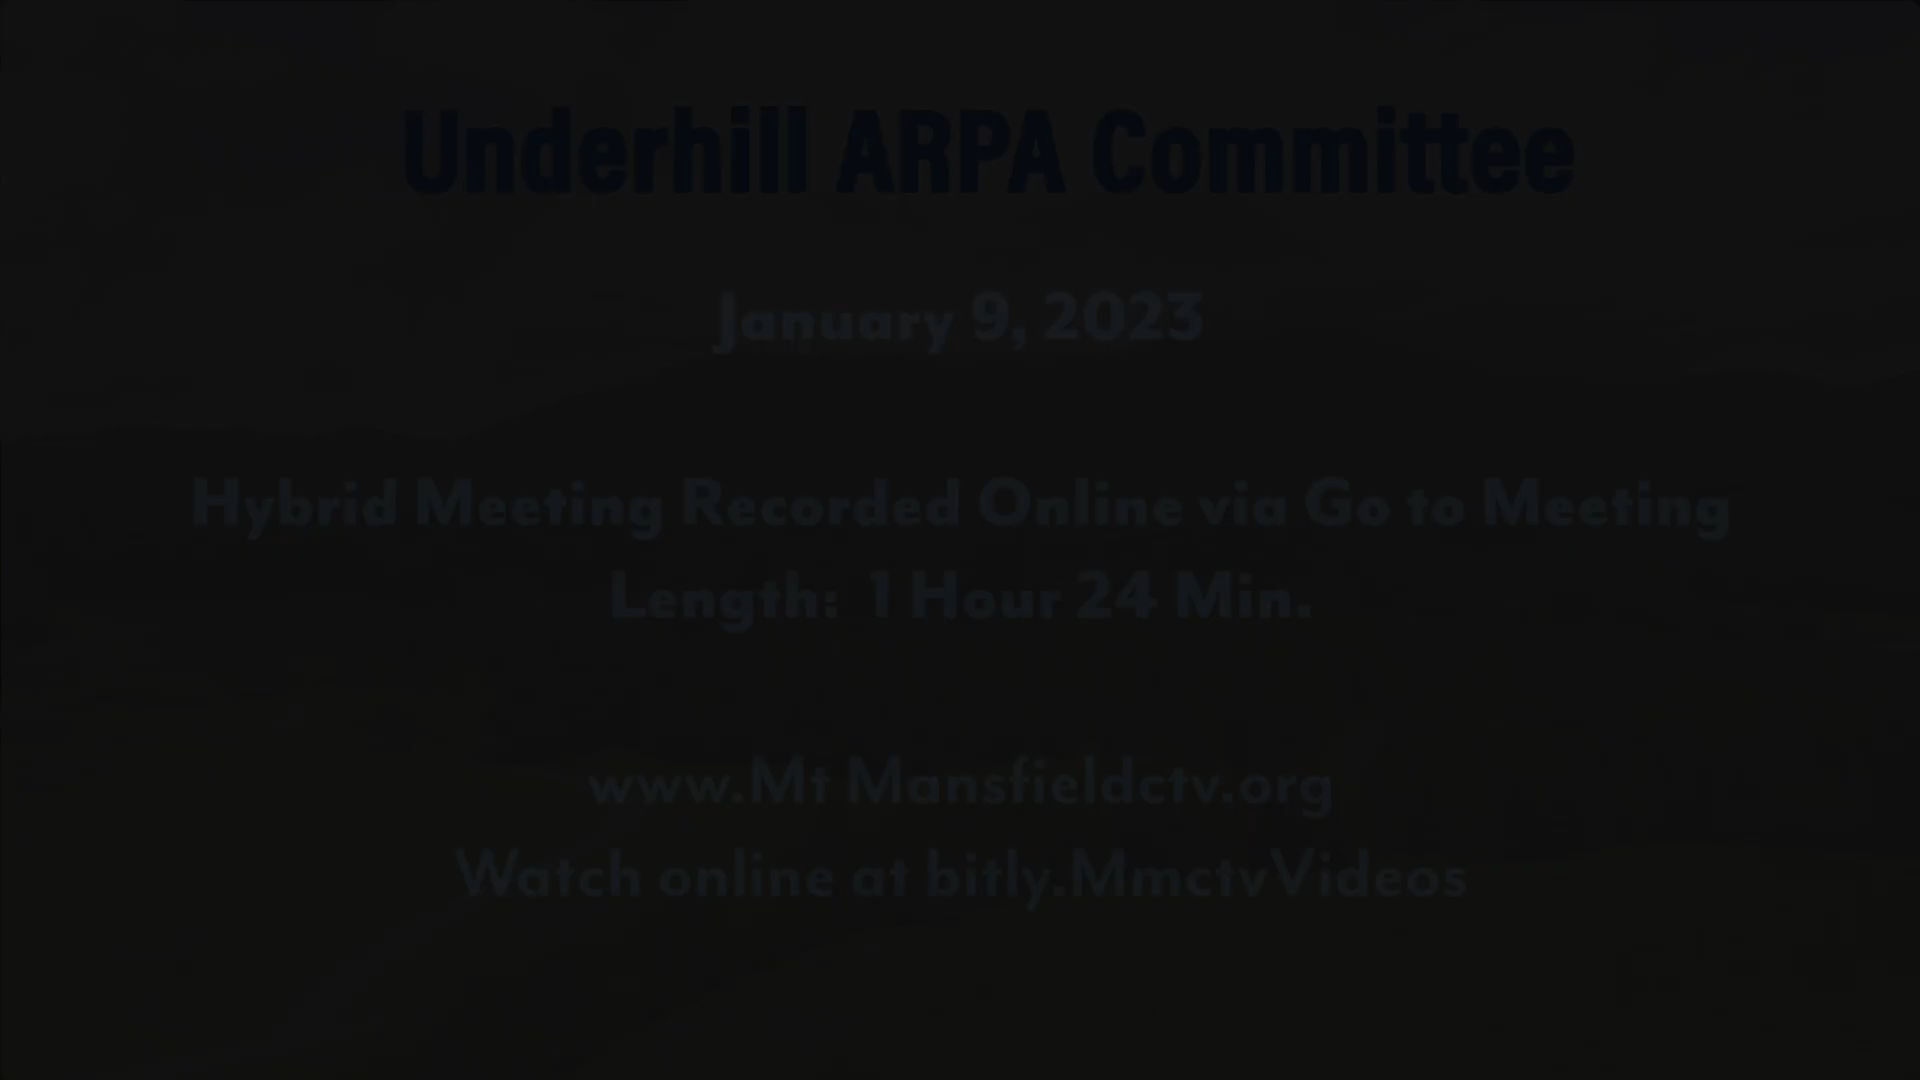 Underhill ARPA Committee
January 9, 2023
Hybrid Meeting Recorded Online via Go to Meeting
Length: 1 Hour 24 Min.
www.Mt Mansfieldctv.org
Watch online at bitly.MmctvVideos